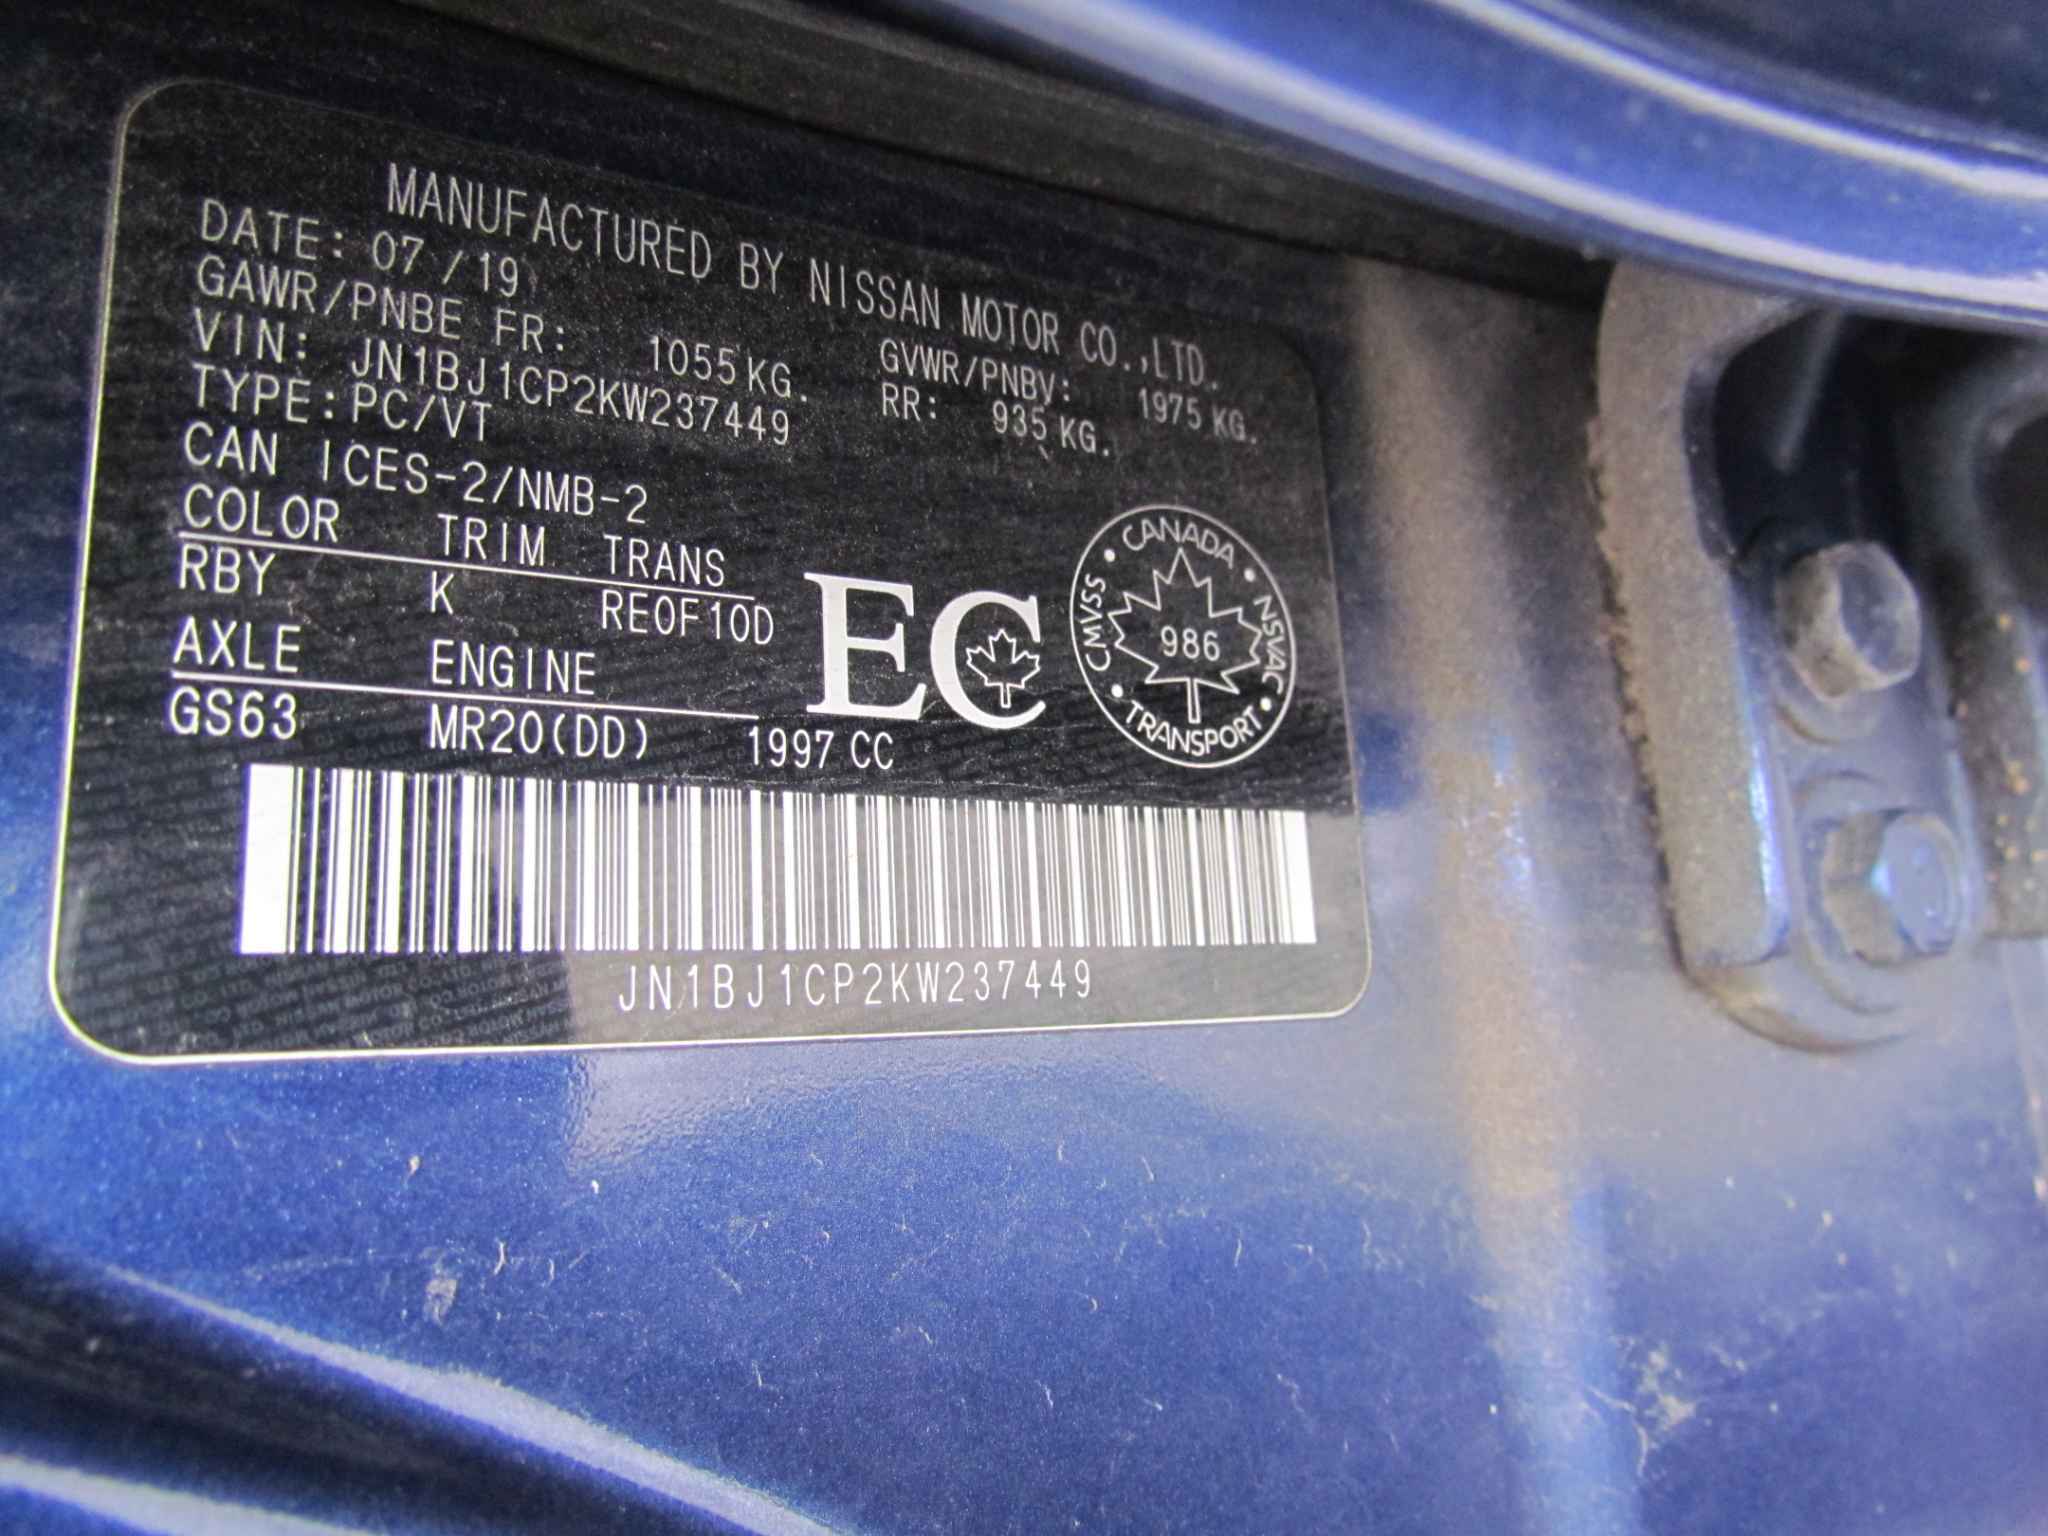 MANUFACTURED BY NISSAN MOTOR CO.,LTD.
DATE: 07 /19
GVWR/PNBV: 1975 KG.
GAWR/PNBE FR: 1055 KG. RR: 935 KG.
VIN: JN1BJ1CP2KW237449
TYPE: PC/VT
CAN ICES-2/NMB-2
COLOR TRIM TRANS
RBY K RE0F10D
AXLE ENGINE
GS63 MR20(DD) 1997 CC
EC
CANADA
CMVSS
986
NSVAC
TRANSPORT
JN1BJ1CP2KW237449